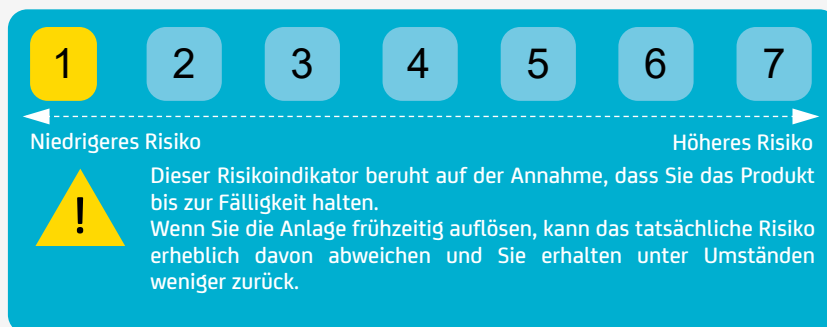 1 2 3 4 5 6 7
Niedrigeres Risiko Höheres Risiko
!
Dieser Risikoindikator beruht auf der Annahme, dass Sie das Produkt
bis zur Fälligkeit halten.
Wenn Sie die Anlage frühzeitig auflösen, kann das tatsächliche Risiko
erheblich davon abweichen und Sie erhalten unter Umständen
weniger zurück.